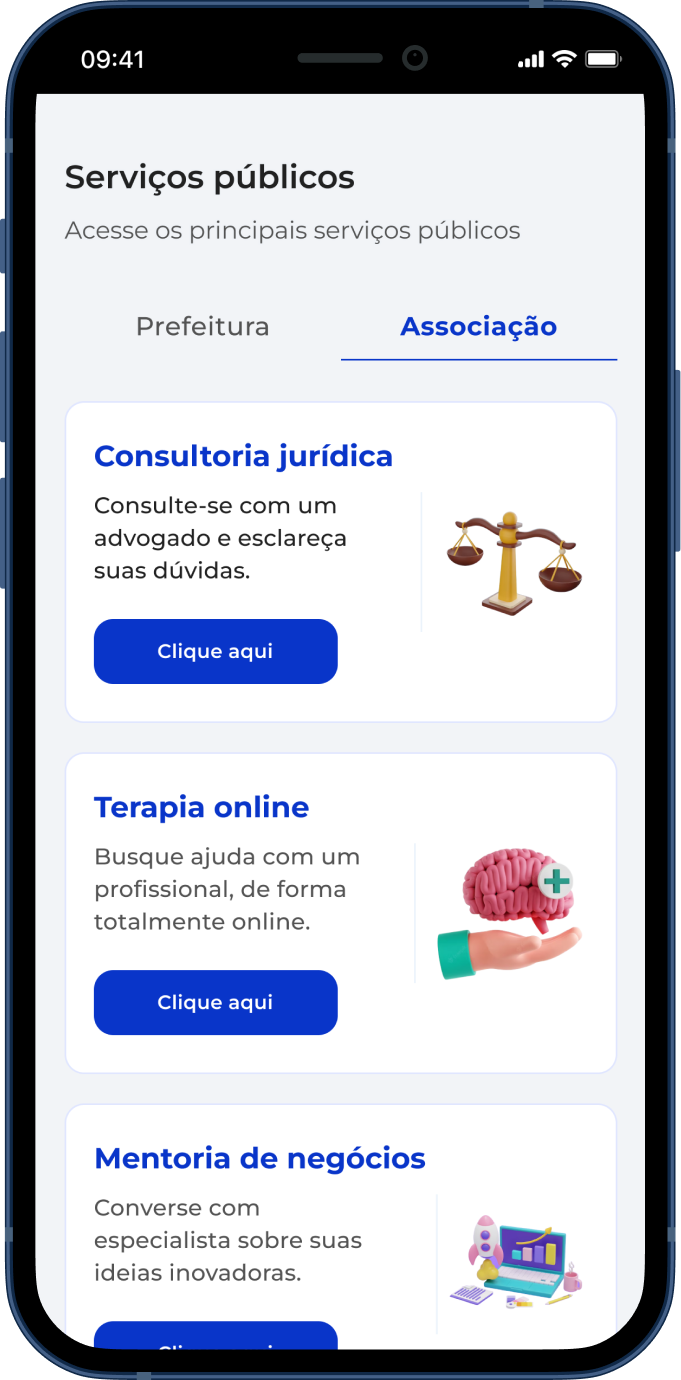 09:41
Serviços públicos
Acesse os principais serviços públicos
Prefeitura
Associação
Consultoria jurídica
Consulte-se com um
advogado e esclareça
suas dúvidas.
Clique aqui
Terapia online
Busque ajuda com um
profissional, de forma
totalmente online.
Clique aqui
Mentoria de negócios
Converse com
especialista sobre suas
ideias inovadoras.